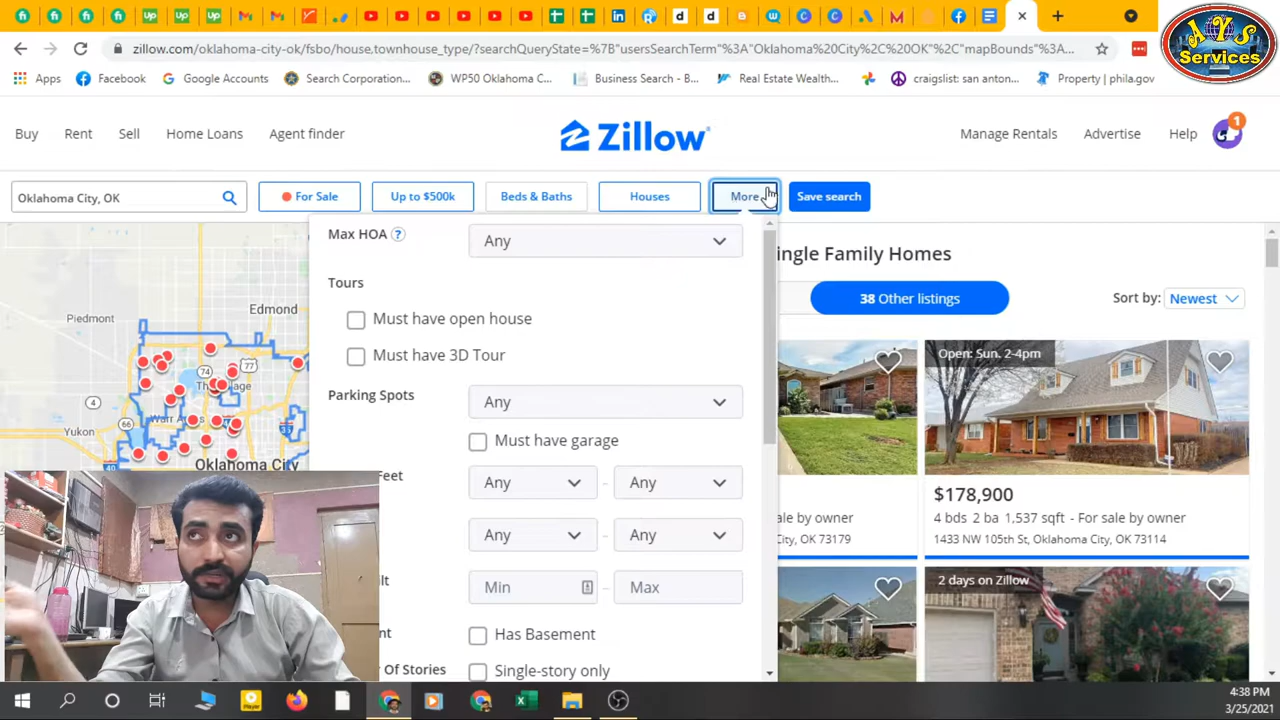 zillow.com/oklahoma-city-ok/fsbo/house,townhouse_type/?searchQueryState=%7B"usersSearchTerm"%3A"Oklahoma%20City%2C%20OK"%2C"mapBounds"%3A...
AYS
Services
Apps
Facebook
Google Accounts
Search Corporation...
WP50 Oklahoma C...
Business Search - B...
Real Estate Wealth...
craigslist: san anton...
Property | phila.gov
Buy
Rent
Sell
Home Loans
Agent finder
Zillow
Manage Rentals
Advertise
Help
1
Oklahoma City, OK
For Sale
Up to $500k
Beds & Baths
Houses
More
Save search
Max HOA ?
Any
Tours
Must have open house
Must have 3D Tour
Parking Spots
Any
Must have garage
Feet
Any - Any
Any - Any
Min - Max
Has Basement
Of Stories
Single-story only
ingle Family Homes
38 Other listings
Sort by: Newest
Open: Sun. 2-4pm
ale by owner
OK 73179
$178,900
4 bds 2 ba 1,537 sqft - For sale by owner
1433 NW 105th St, Oklahoma City, OK 73114
2 days on Zillow
Piedmont
Edmond
74
77
4
66
Yukon
40
Oklahoma City
4:38 PM
3/25/2021